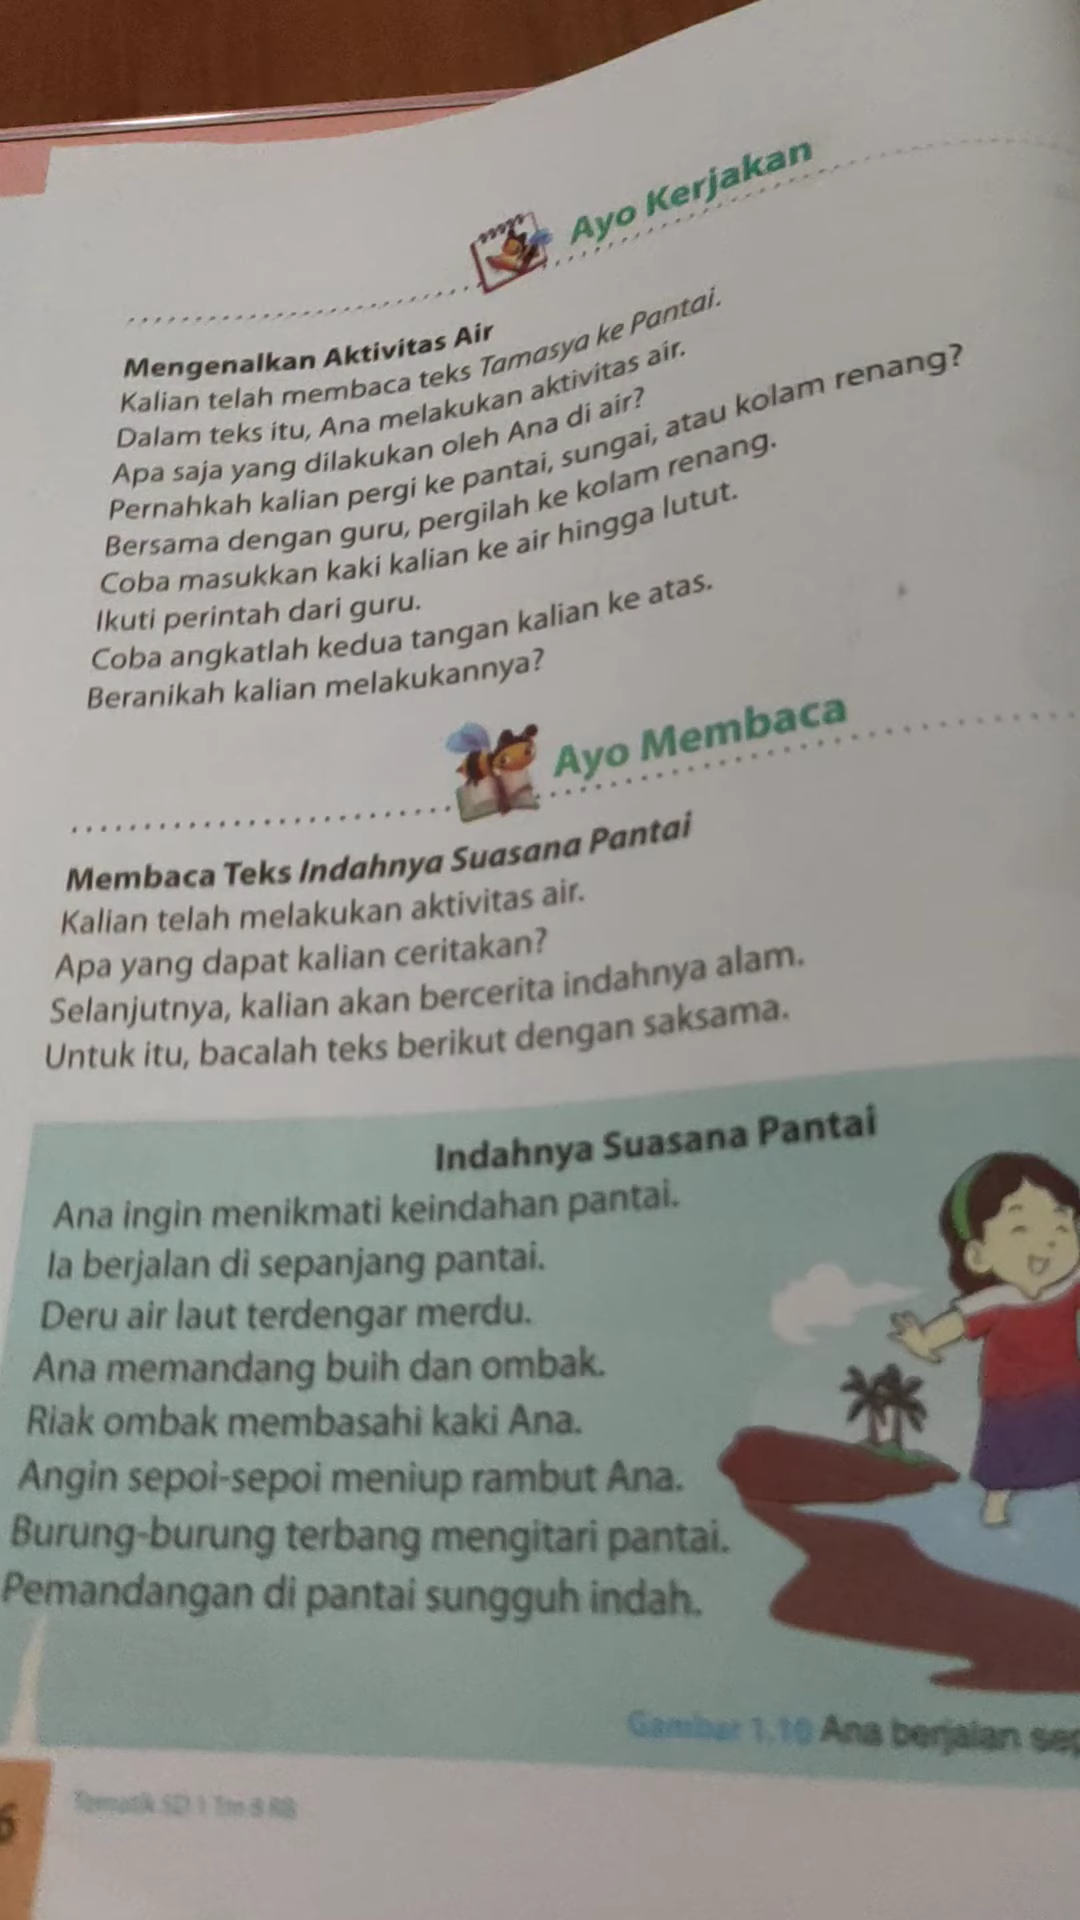 Ayo Kerjakan
Mengenalkan Aktivitas Air
Kalian telah membaca teks Tamasya ke Pantai.
Dalam teks itu, Ana melakukan aktivitas air.
Apa saja yang dilakukan oleh Ana di air?
Pernahkah kalian pergi ke pantai, sungai, atau kolam renang?
Bersama dengan guru, pergilah ke kolam renang.
Coba masukkan kaki kalian ke air hingga lutut.
Ikuti perintah dari guru.
Coba angkatlah kedua tangan kalian ke atas.
Beranikah kalian melakukannya?
Ayo Membaca
Membaca Teks Indahnya Suasana Pantai
Kalian telah melakukan aktivitas air.
Apa yang dapat kalian ceritakan?
Selanjutnya, kalian akan bercerita indahnya alam.
Untuk itu, bacalah teks berikut dengan saksama.
Indahnya Suasana Pantai
Ana ingin menikmati keindahan pantai.
Ia berjalan di sepanjang pantai.
Deru air laut terdengar merdu.
Ana memandang buih dan ombak.
Riak ombak membasahi kaki Ana.
Angin sepoi-sepoi meniup rambut Ana.
Burung-burung terbang mengitari pantai.
Pemandangan di pantai sungguh indah.
Gambar 1.10 Ana berjalan
Tematik SD 1